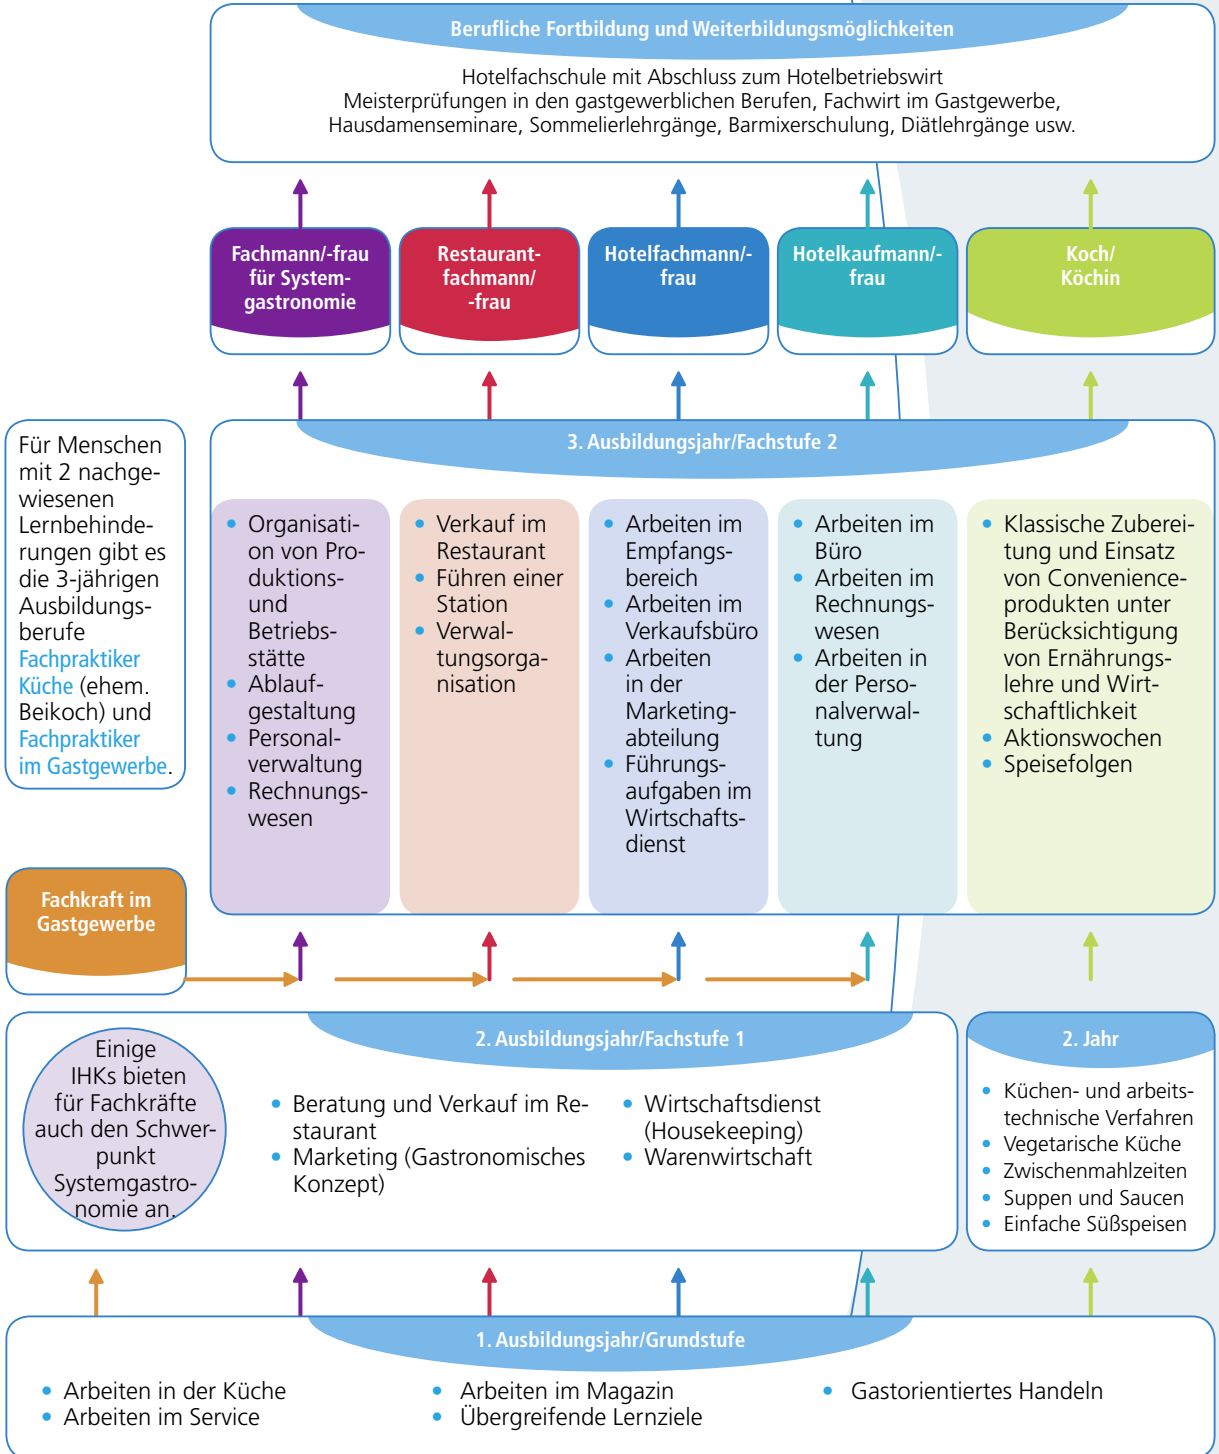 Berufliche Fortbildung und Weiterbildungsmöglichkeiten
Hotelfachschule mit Abschluss zum Hotelbetriebswirt
Meisterprüfungen in den gastgewerblichen Berufen, Fachwirt im Gastgewerbe,
Hausdamenseminare, Sommelierlehrgänge, Barmixerschulung, Diätlehrgänge usw.
Fachmann/-frau
für System-
gastronomie
Restaurant-
fachmann/
-frau
Hotelfachmann/-
frau
Hotelkaufmann/-
frau
Koch/
Köchin
Für Menschen
mit 2 nachge-
wiesenen
Lernbehinde-
rungen gibt es
die 3-jährigen
Ausbildungs-
berufe
Fachpraktiker
Küche (ehem.
Beikoch) und
Fachpraktiker
im Gastgewerbe.
3. Ausbildungsjahr/Fachstufe 2
• Organisati-
on von Pro-
duktions-
und
Betriebs-
stätte
• Ablauf-
gestaltung
• Personal-
verwaltung
• Rechnungs-
wesen
• Verkauf im
Restaurant
• Führen einer
Station
• Verwal-
tungsorga-
nisation
• Arbeiten im
Empfangs-
bereich
• Arbeiten im
Verkaufsbüro
• Arbeiten
in der
Marketing-
abteilung
• Führungs-
aufgaben im
Wirtschafts-
dienst
• Arbeiten im
Büro
• Arbeiten im
Rechnungs-
wesen
• Arbeiten in
der Perso-
nalverwal-
tung
• Klassische Zuberei-
tung und Einsatz
von Convenience-
produkten unter
Berücksichtigung
von Ernährungs-
lehre und Wirt-
schaftlichkeit
• Aktionswochen
• Speisefolgen
Fachkraft im
Gastgewerbe
2. Ausbildungsjahr/Fachstufe 1
Einige
IHKs bieten
für Fachkräfte
auch den Schwer-
punkt
Systemgastro-
nomie an.
• Beratung und Verkauf im Re-
staurant
• Marketing (Gastronomisches
Konzept)
• Wirtschaftsdienst
(Housekeeping)
• Warenwirtschaft
2. Jahr
• Küchen- und arbeits-
technische Verfahren
• Vegetarische Küche
• Zwischenmahlzeiten
• Suppen und Saucen
• Einfache Süßspeisen
1. Ausbildungsjahr/Grundstufe
• Arbeiten in der Küche
• Arbeiten im Service
• Arbeiten im Magazin
• Übergreifende Lernziele
• Gastorientiertes Handeln